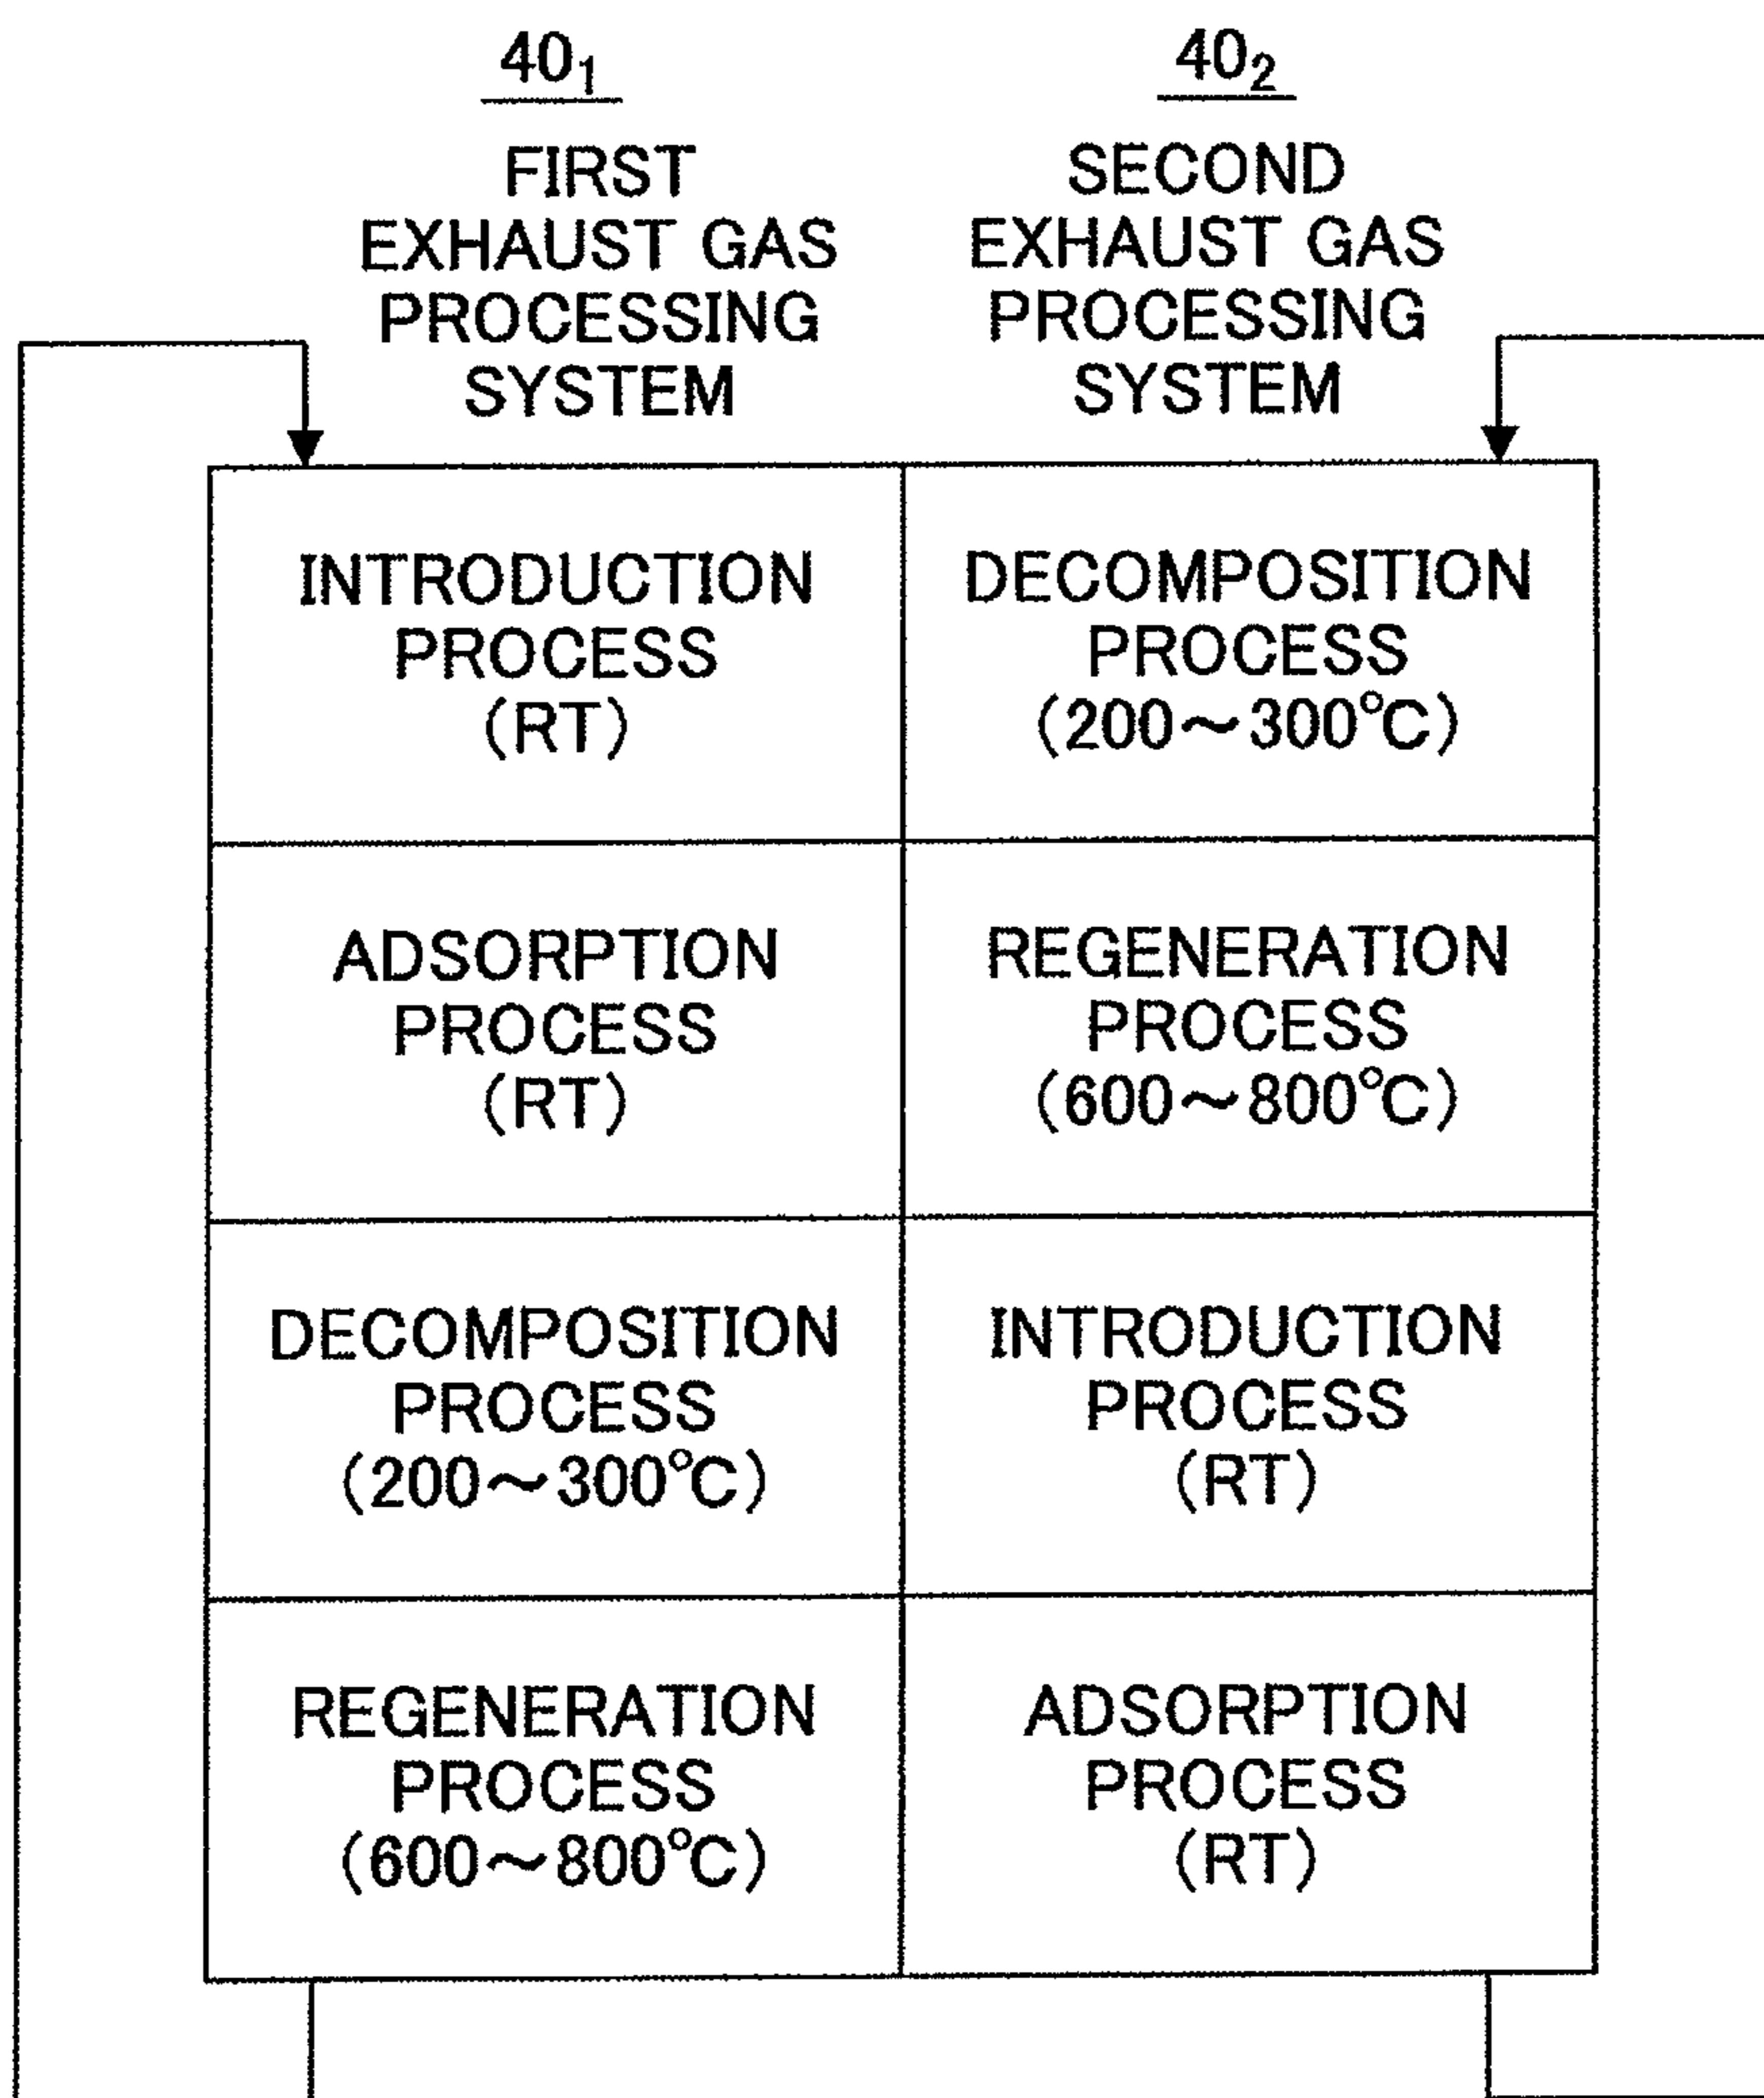 40₁
FIRST
EXHAUST GAS
PROCESSING
SYSTEM
40₂
SECOND
EXHAUST GAS
PROCESSING
SYSTEM
INTRODUCTION
PROCESS
(RT)
DECOMPOSITION
PROCESS
(200～300℃)
ADSORPTION
PROCESS
(RT)
REGENERATION
PROCESS
(600～800℃)
DECOMPOSITION
PROCESS
(200～300℃)
INTRODUCTION
PROCESS
(RT)
REGENERATION
PROCESS
(600～800℃)
ADSORPTION
PROCESS
(RT)